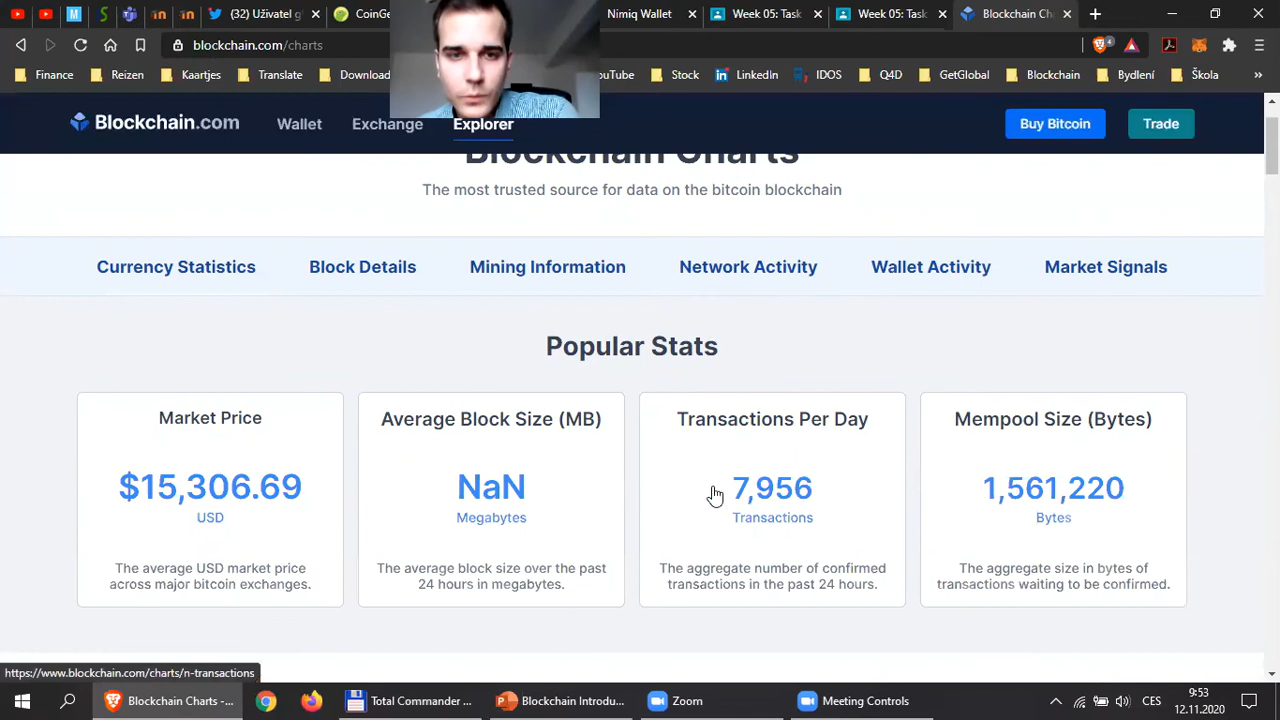 (32) Uživatel g
CoinGe
Nimiq Wallet
Week 05: Task
Week 05: Task
Blockchain Ch
blockchain.com/charts
4
Finance
Reizen
Kaartjes
Translate
Download
YouTube
Stock
LinkedIn
IDOS
Q4D
GetGlobal
Blockchain
Bydlení
Škola
»
Blockchain.com
Wallet
Exchange
Explorer
Buy Bitcoin
Trade
Blockchain Charts
The most trusted source for data on the bitcoin blockchain
Currency Statistics
Block Details
Mining Information
Network Activity
Wallet Activity
Market Signals
Popular Stats
Market Price
$15,306.69
USD
The average USD market price
across major bitcoin exchanges.
Average Block Size (MB)
NaN
Megabytes
The average block size over the past
24 hours in megabytes.
Transactions Per Day
7,956
Transactions
The aggregate number of confirmed
transactions in the past 24 hours.
Mempool Size (Bytes)
1,561,220
Bytes
The aggregate size in bytes of
transactions waiting to be confirmed.
https://www.blockchain.com/charts/n-transactions
Blockchain Charts -...
Total Commander ...
Blockchain Introdu...
Zoom
Meeting Controls
CES
9:53
12.11.2020